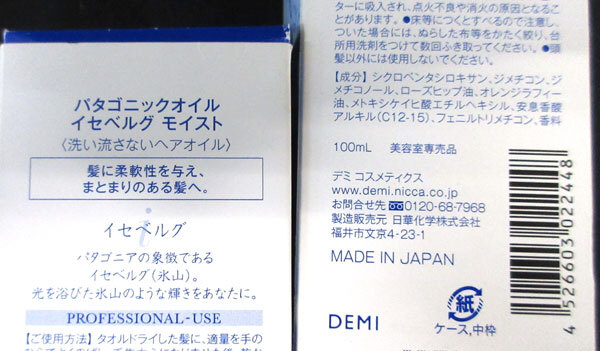 パタゴニックオイル
イセベルグ モイスト
〈洗い流さないヘアオイル〉
髪に柔軟性を与え、
まとまりのある髪へ。
i
イセベルグ
パタゴニアの象徴である
イセベルグ(氷山)。
光を浴びた氷山のような輝きをあなたに。
PROFESSIONAL-USE
【ご使用方法】タオルドライした髪に、適量を手の
ターに吸入され、点火不良や消火の原因となるこ
とがあります。●床等につくとすべるので注意し、
ついた場合には、ぬらした布等をかたく絞り、台
所用洗剤をつけて数回ふき取ってください。●頭
髪以外には使用しないでください。
【成分】シクロペンタシロキサン、ジメチコン、ジ
メチコノール、ローズヒップ油、オレンジラフィー
油、メトキシケイヒ酸エチルヘキシル、安息香酸
アルキル(C12-15)、フェニルトリメチコン、香料
100mL 美容室専売品
デミ コスメティクス
www.demi.nicca.co.jp
お問合せ先 0120-68-7968
製造販売元 日華化学株式会社
福井市文京4-23-1
MADE IN JAPAN
DEMI
紙
ケース,中枠
4 526603 022448